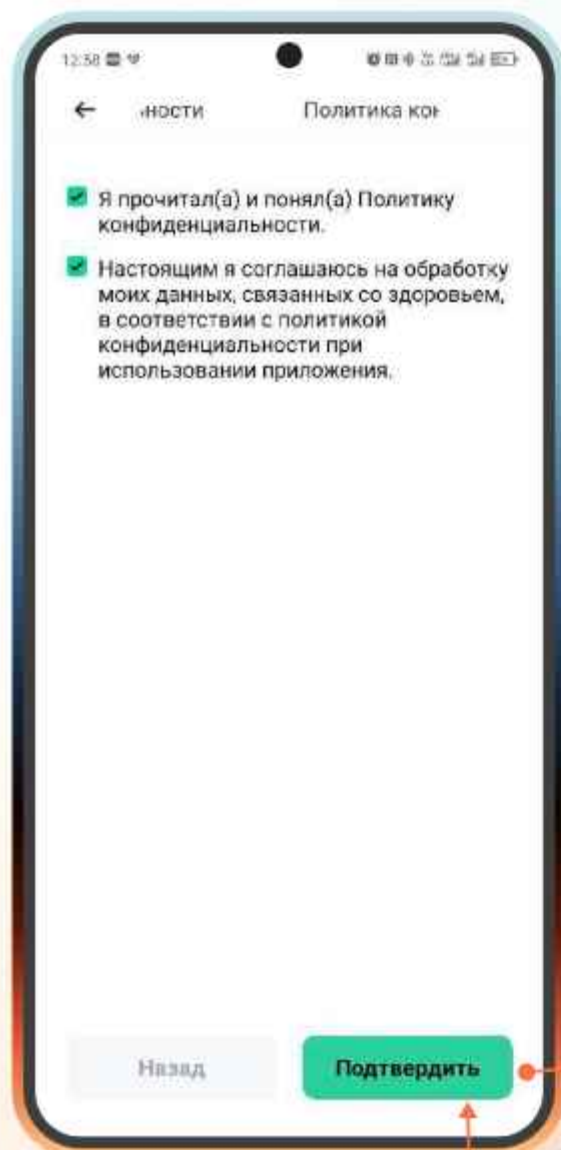 12:58
ности Политика кон
Я прочитал(а) и понял(а) Политику
конфиденциальности.
Настоящим я соглашаюсь на обработку
моих данных, связанных со здоровьем,
в соответствии с политикой
конфиденциальности при
использовании приложения.
Назад Подтвердить